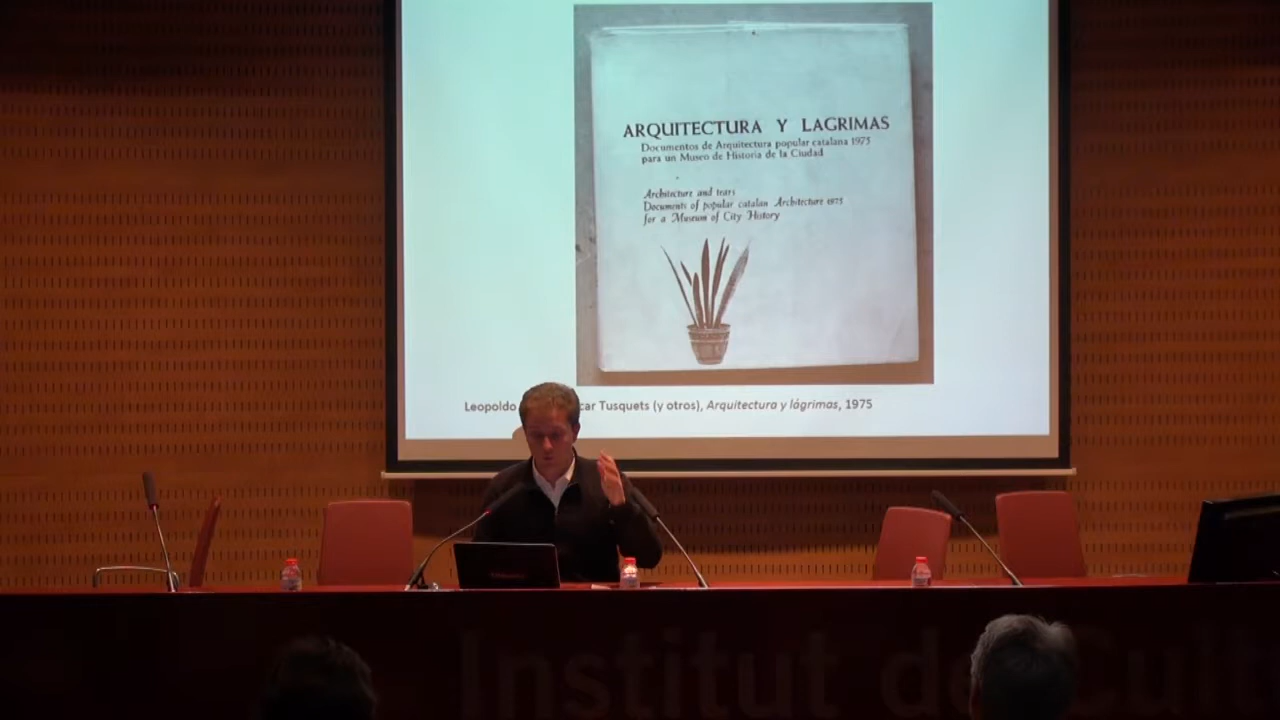 ARQUITECTURA Y LAGRIMAS
Documentos de Arquitectura popular catalana 1975
para un Museo de Historia de la Ciudad
Architecture and tears
Documents of popular catalan Architecture 1975
for a Museum of City History
Leopoldo car Tusquets (y otros), Arquitectura y lágrimas, 1975
Institut de Cult